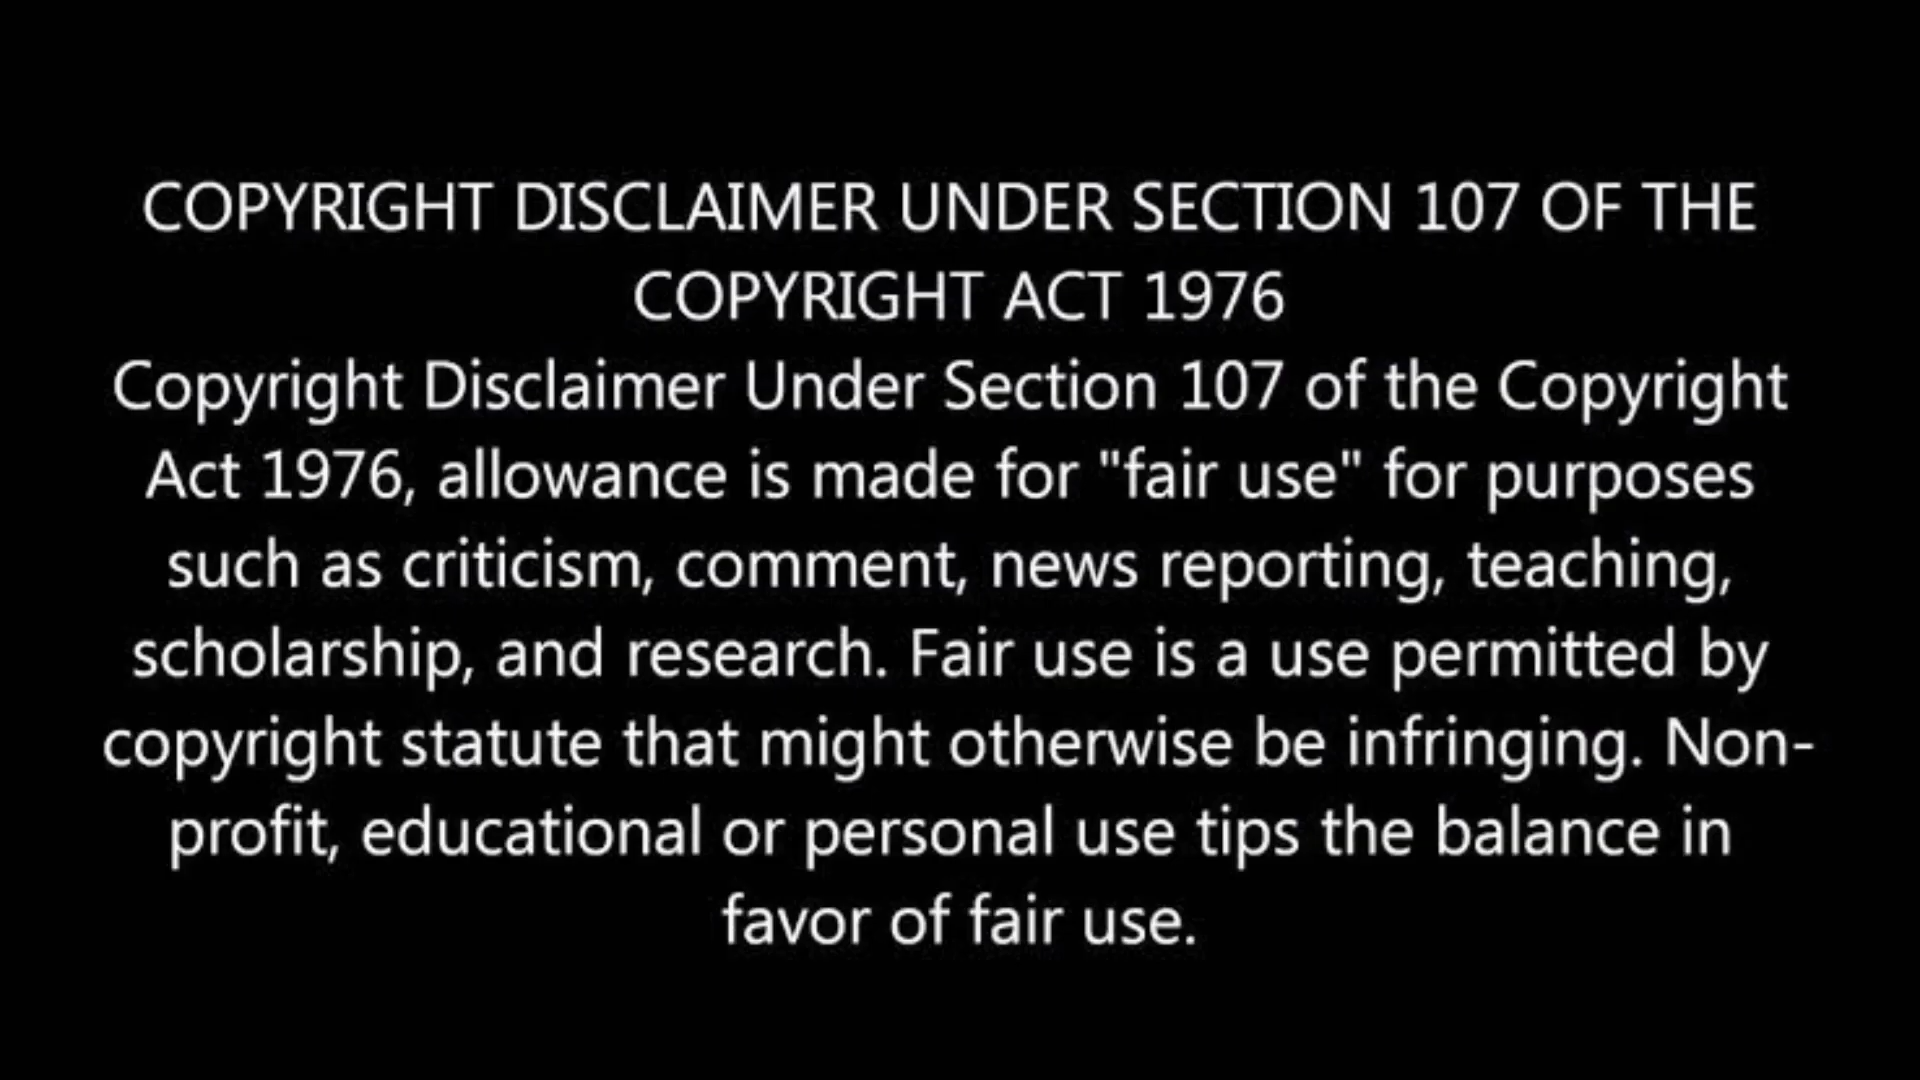 COPYRIGHT DISCLAIMER UNDER SECTION 107 OF THE
COPYRIGHT ACT 1976
Copyright Disclaimer Under Section 107 of the Copyright
Act 1976, allowance is made for "fair use" for purposes
such as criticism, comment, news reporting, teaching,
scholarship, and research. Fair use is a use permitted by
copyright statute that might otherwise be infringing. Non-
profit, educational or personal use tips the balance in
favor of fair use.